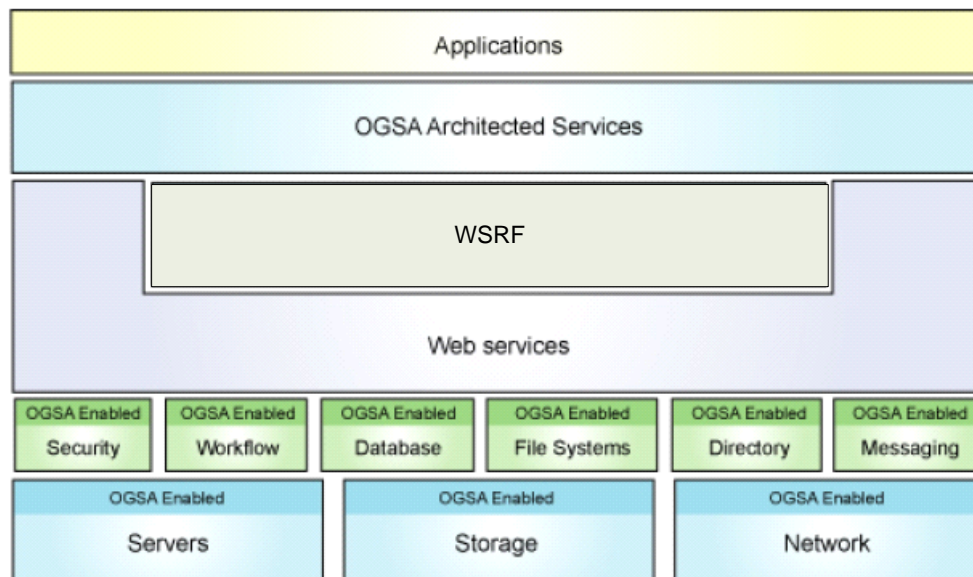 Applications
OGSA Architected Services
WSRF
Web services
OGSA Enabled
Security
OGSA Enabled
Workflow
OGSA Enabled
Database
OGSA Enabled
File Systems
OGSA Enabled
Directory
OGSA Enabled
Messaging
OGSA Enabled
Servers
OGSA Enabled
Storage
OGSA Enabled
Network